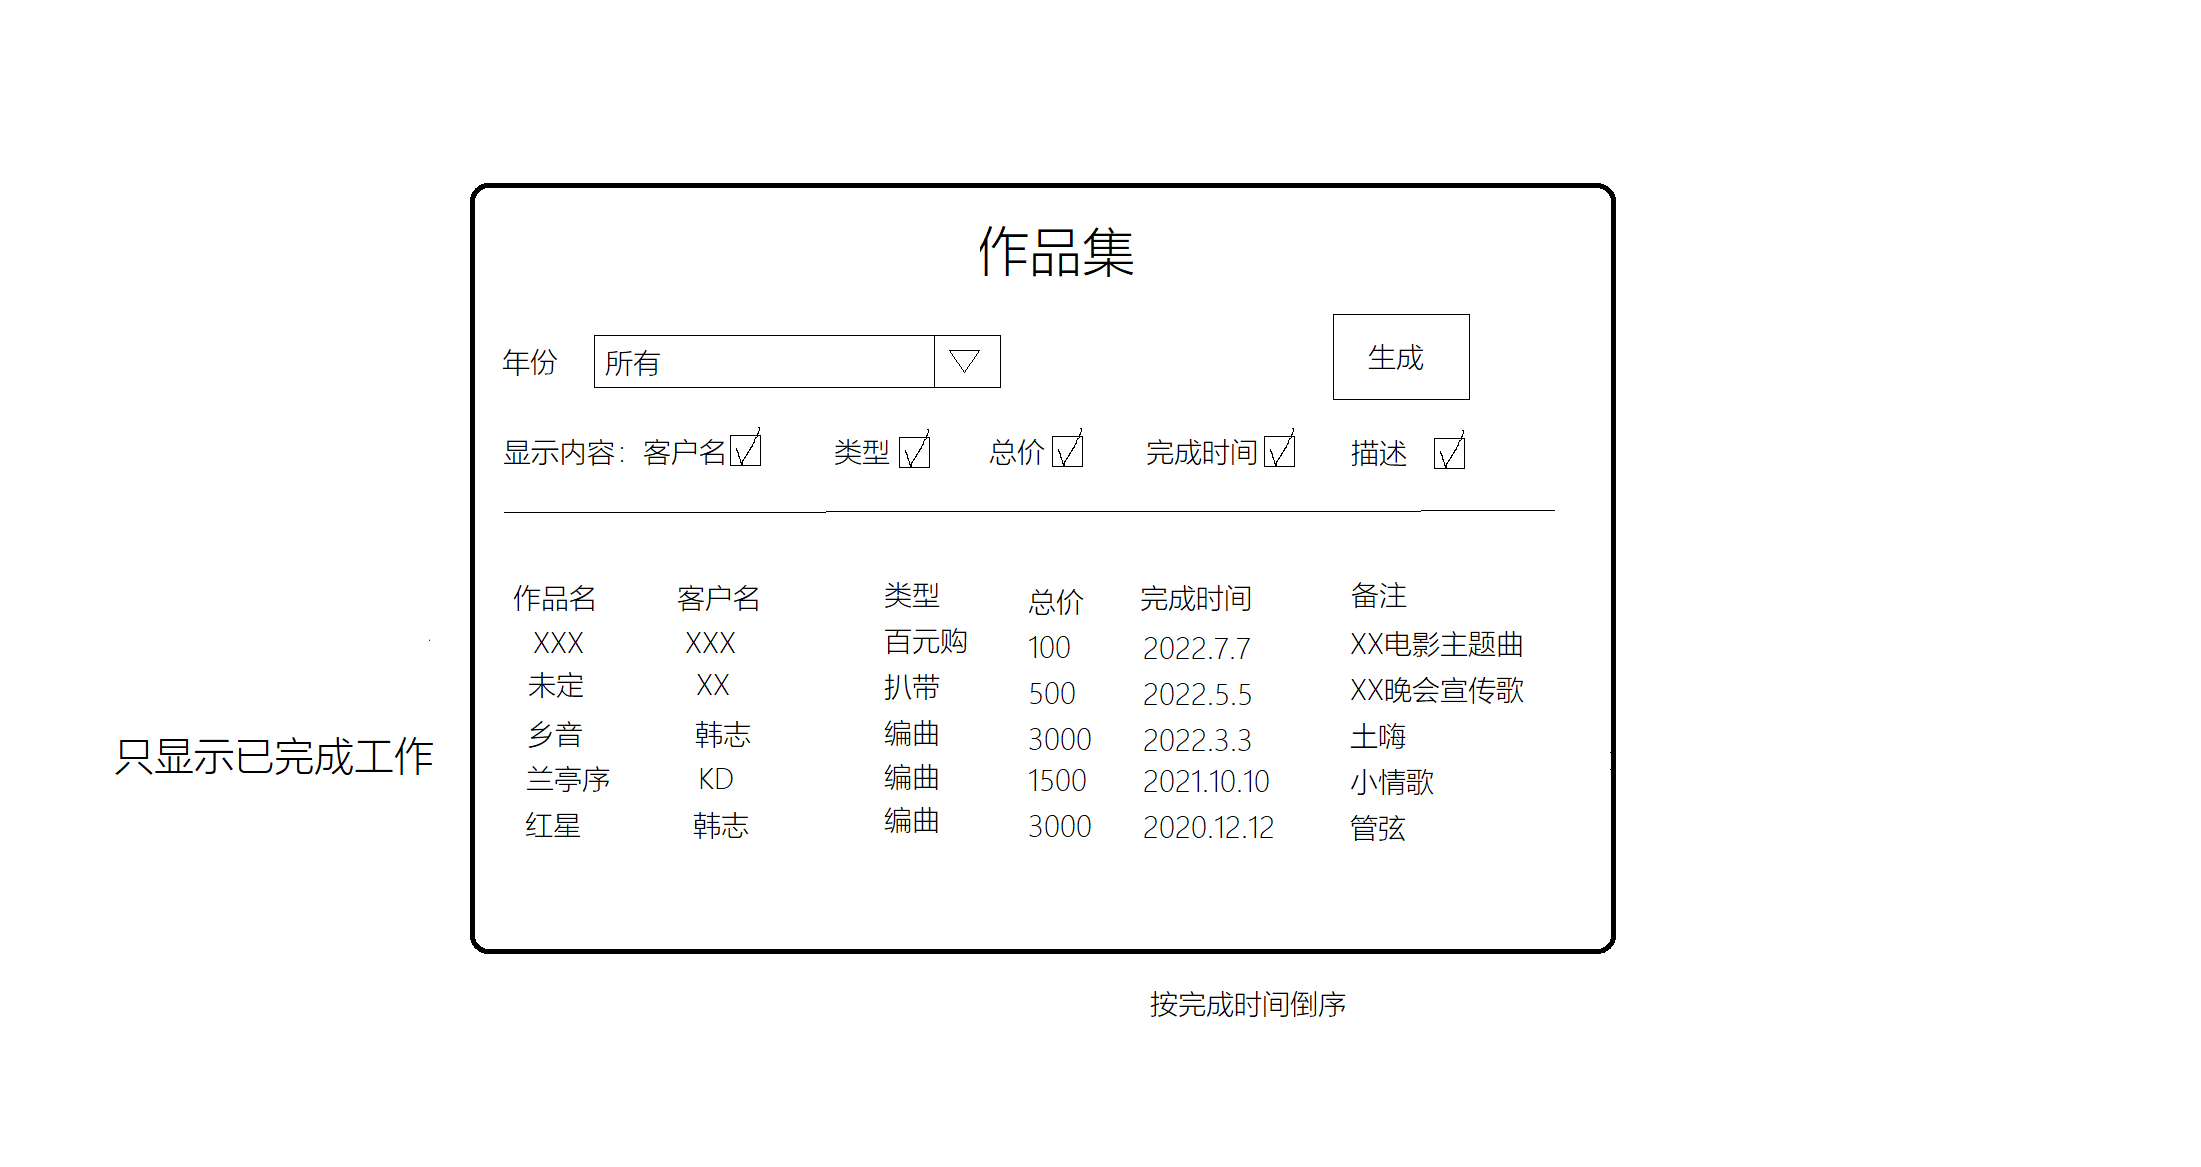 作品集
年份 所有 生成
显示内容：客户名 类型 总价 完成时间 描述
作品名 客户名 类型 总价 完成时间 备注
XXX XXX 百元购 100 2022.7.7 XX电影主题曲
未定 XX 扒带 500 2022.5.5 XX晚会宣传歌
乡音 韩志 编曲 3000 2022.3.3 土嗨
只显示已完成工作
兰亭序 KD 编曲 1500 2021.10.10 小情歌
红星 韩志 编曲 3000 2020.12.12 管弦
按完成时间倒序